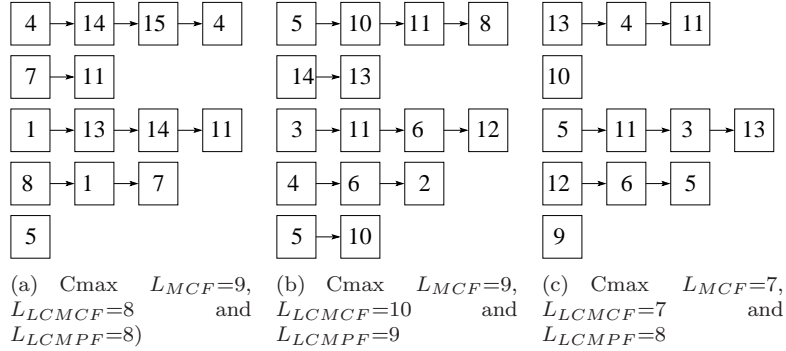 4 14 15 4
7 11
1 13 14 11
8 1 7
5
(a) Cmax L_MCF=9,
L_LCMCF=8 and
L_LCMPF=8)
5 10 11 8
14 13
3 11 6 12
4 6 2
5 10
(b) Cmax L_MCF=9,
L_LCMCF=10 and
L_LCMPF=9
13 4 11
10
5 11 3 13
12 6 5
9
(c) Cmax L_MCF=7,
L_LCMCF=7 and
L_LCMPF=8